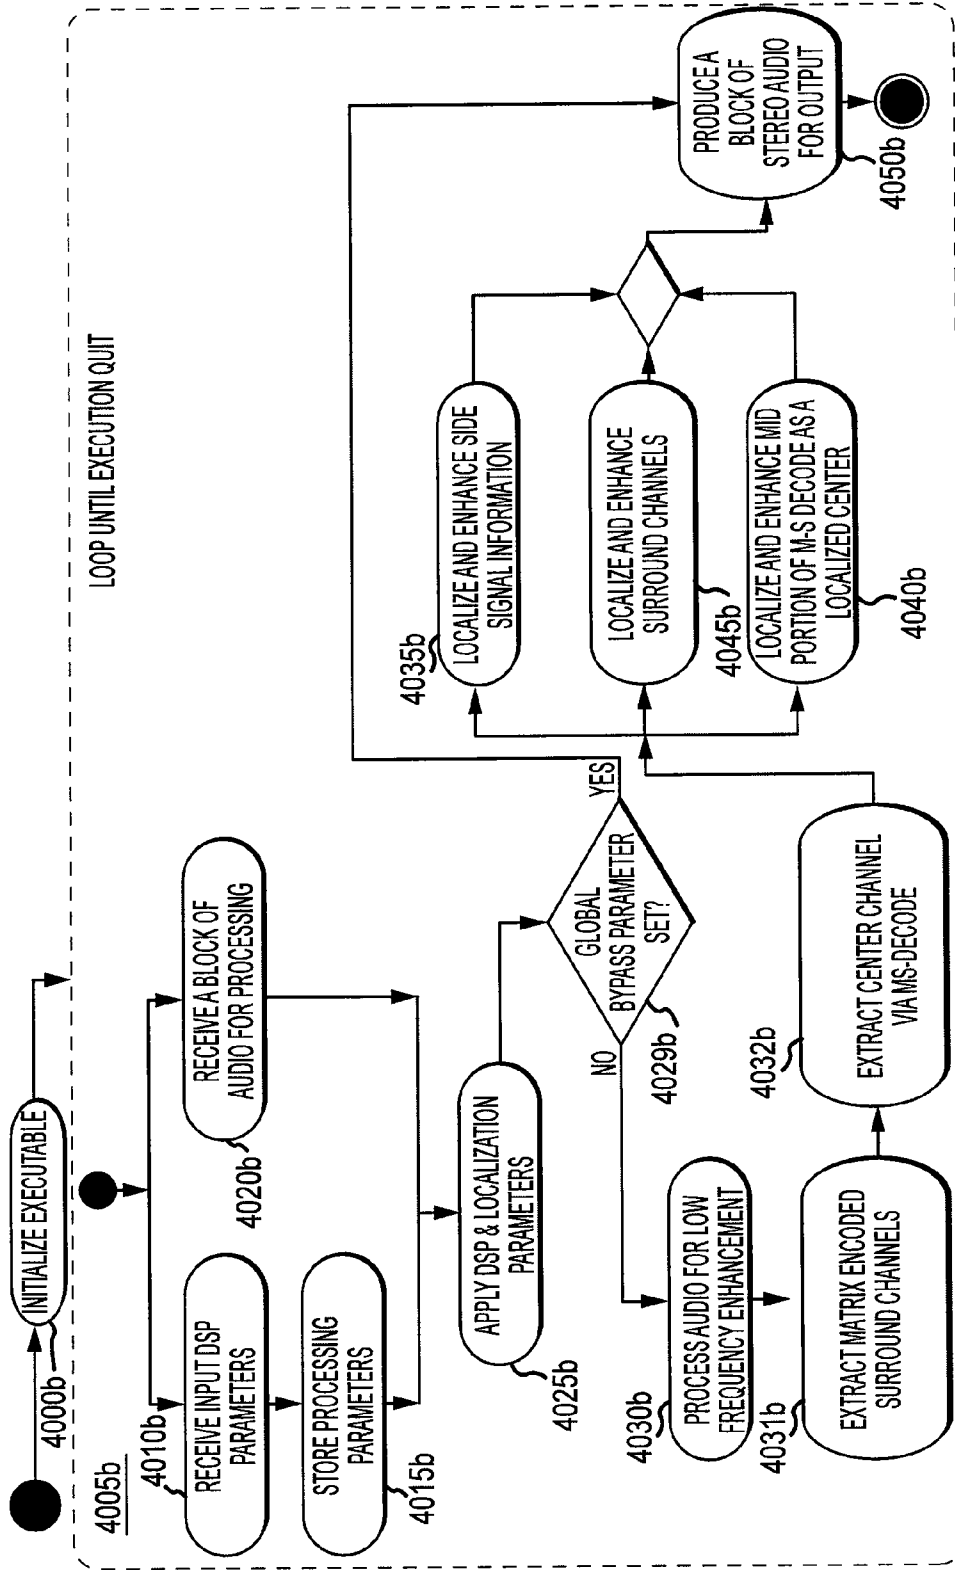 INITIALIZE EXECUTABLE
4000b
LOOP UNTIL EXECUTION QUIT
4005b
4010b
RECEIVE INPUT DSP
PARAMETERS
STORE PROCESSING
PARAMETERS
4015b
RECEIVE A BLOCK OF
AUDIO FOR PROCESSING
4020b
APPLY DSP & LOCALIZATION
PARAMETERS
4025b
GLOBAL
BYPASS PARAMETER
SET?
4029b
YES
NO
PROCESS AUDIO FOR LOW
FREQUENCY ENHANCEMENT
4030b
EXTRACT MATRIX ENCODED
SURROUND CHANNELS
4031b
EXTRACT CENTER CHANNEL
VIA MS-DECODE
4032b
LOCALIZE AND ENHANCE SIDE
SIGNAL INFORMATION
4035b
LOCALIZE AND ENHANCE
SURROUND CHANNELS
4045b
LOCALIZE AND ENHANCE MID
PORTION OF M-S DECODE AS A
LOCALIZED CENTER
4040b
PRODUCE A
BLOCK OF
STEREO AUDIO
FOR OUTPUT
4050b